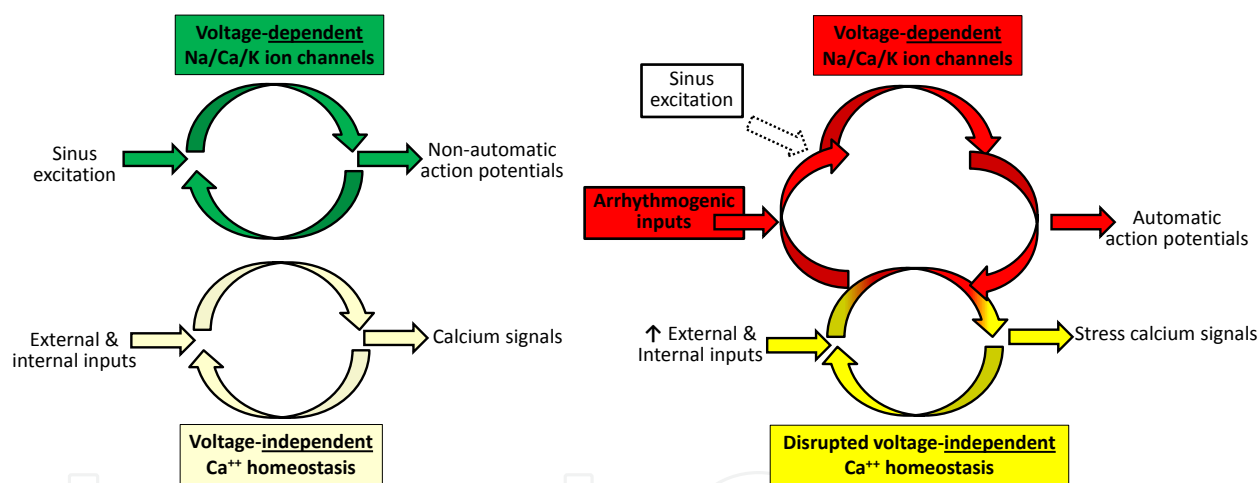 Voltage-dependent
Na/Ca/K ion channels
Sinus
excitation
Non-automatic
action potentials
External &
internal inputs
Calcium signals
Voltage-independent
Ca⁺⁺ homeostasis
Voltage-dependent
Na/Ca/K ion channels
Sinus
excitation
Arrhythmogenic
inputs
Automatic
action potentials
↑ External &
Internal inputs
Stress calcium signals
Disrupted voltage-independent
Ca⁺⁺ homeostasis